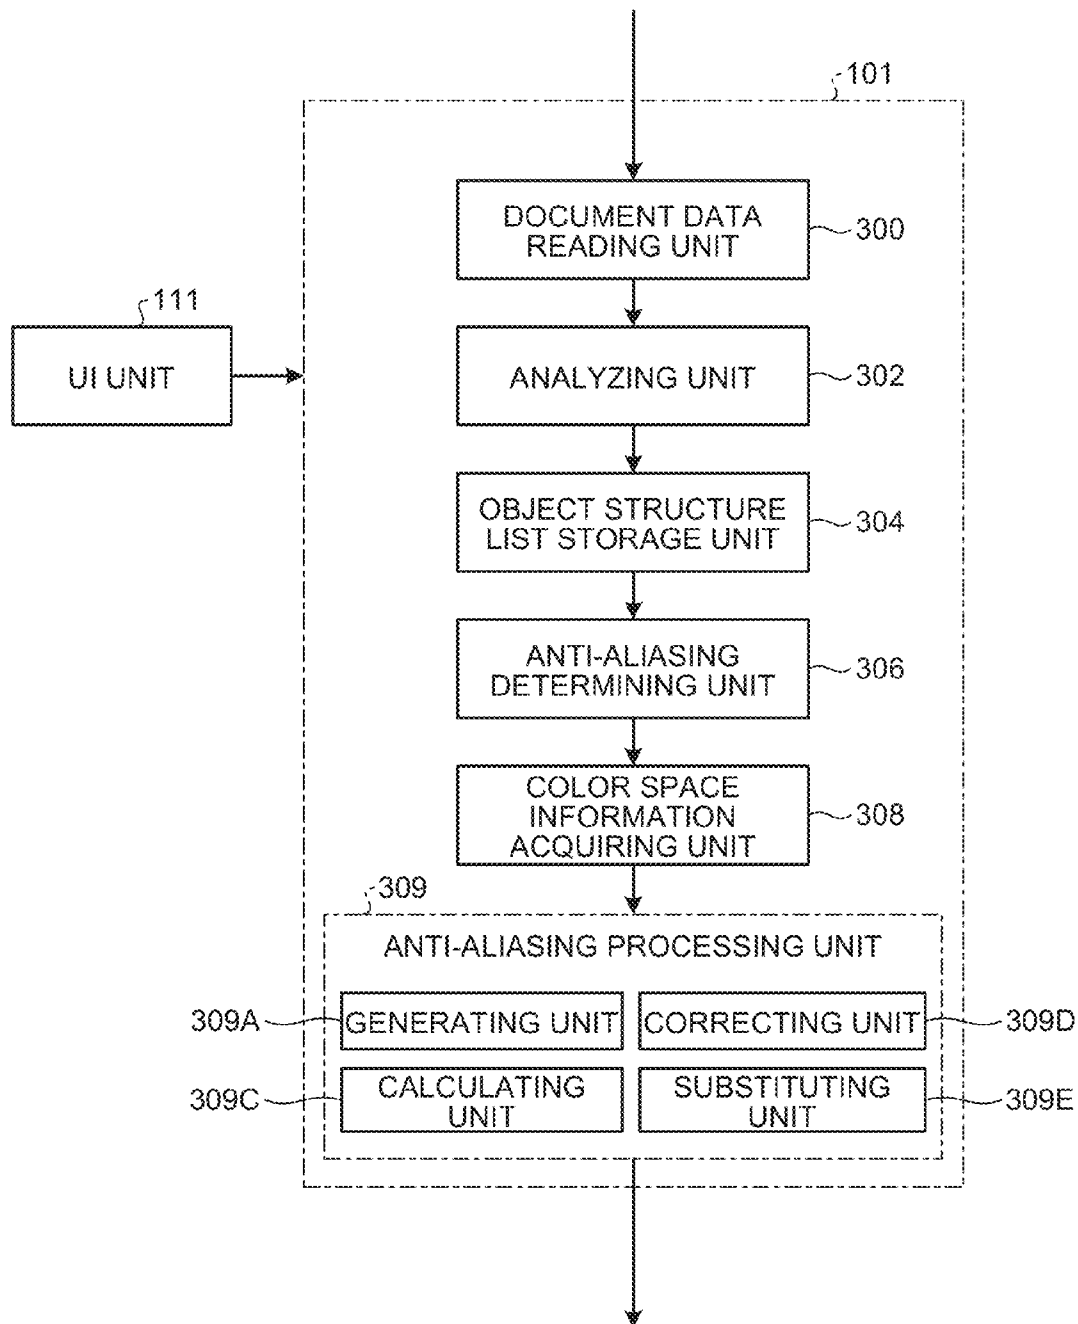 101
DOCUMENT DATA
READING UNIT
300
111
UI UNIT
ANALYZING UNIT
302
OBJECT STRUCTURE
LIST STORAGE UNIT
304
ANTI-ALIASING
DETERMINING UNIT
306
COLOR SPACE
INFORMATION
ACQUIRING UNIT
308
309
ANTI-ALIASING PROCESSING UNIT
309A
GENERATING UNIT
CORRECTING UNIT
309D
309C
CALCULATING
UNIT
SUBSTITUTING
UNIT
309E